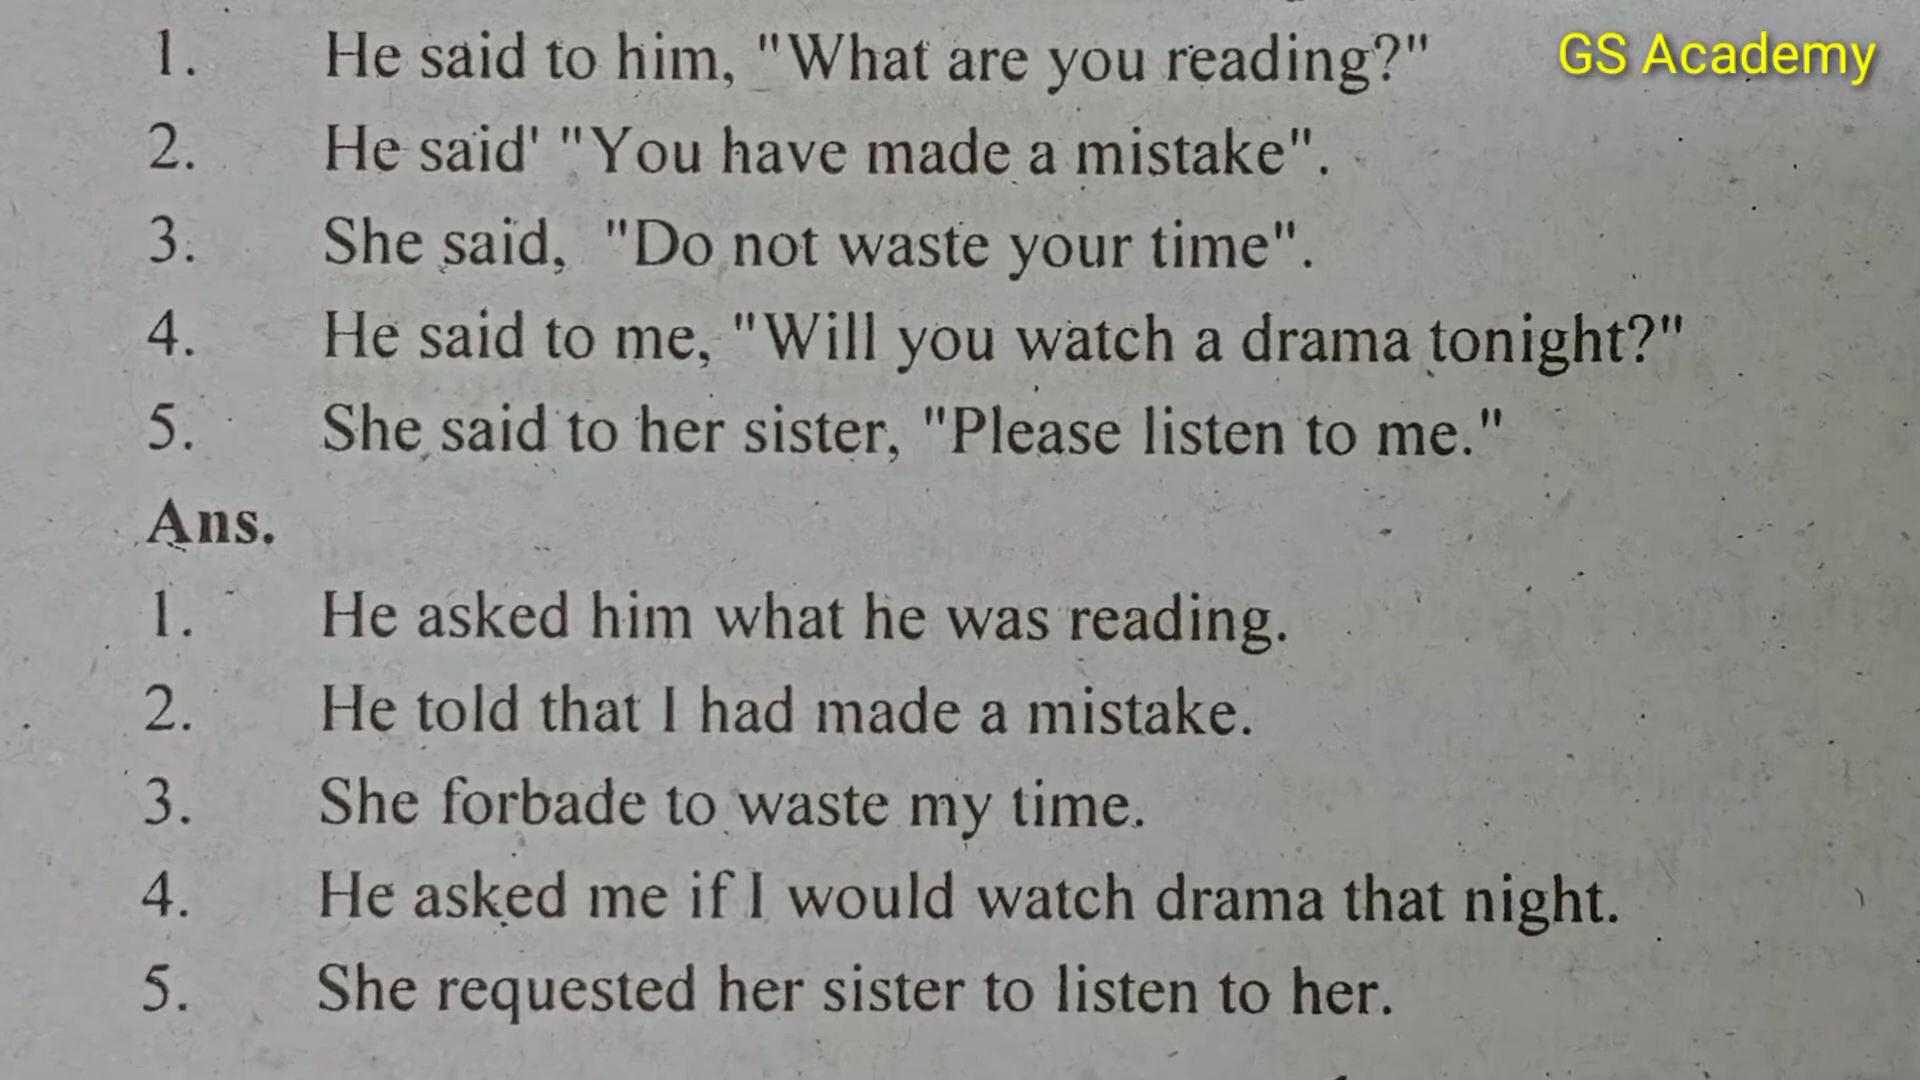 1. He said to him, "What are you reading?"
GS Academy
2. He said' "You have made a mistake".
3. She said, "Do not waste your time".
4. He said to me, "Will you watch a drama tonight?"
5. She said to her sister, "Please listen to me."
Ans.
1. He asked him what he was reading.
2. He told that I had made a mistake.
3. She forbade to waste my time.
4. He asked me if I would watch drama that night.
5. She requested her sister to listen to her.